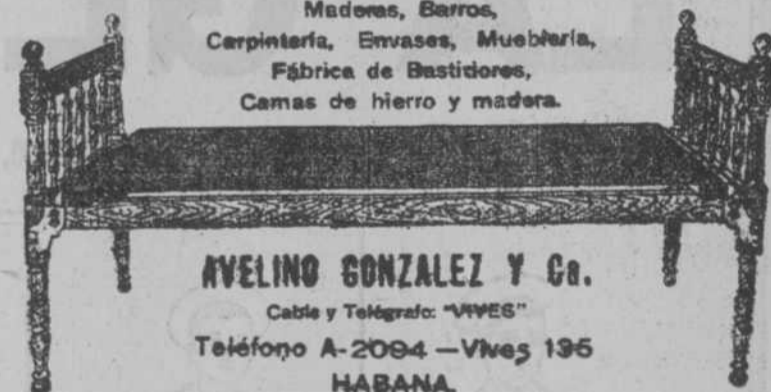 Maderas, Barros,
Carpintería, Envases, Mueblería,
Fábrica de Bastidores,
Camas de hierro y madera.
AVELINO GONZALEZ Y Ca.
Cable y Telégrafo: "VIVES"
Teléfono A-2094 — Vives 135
HABANA.